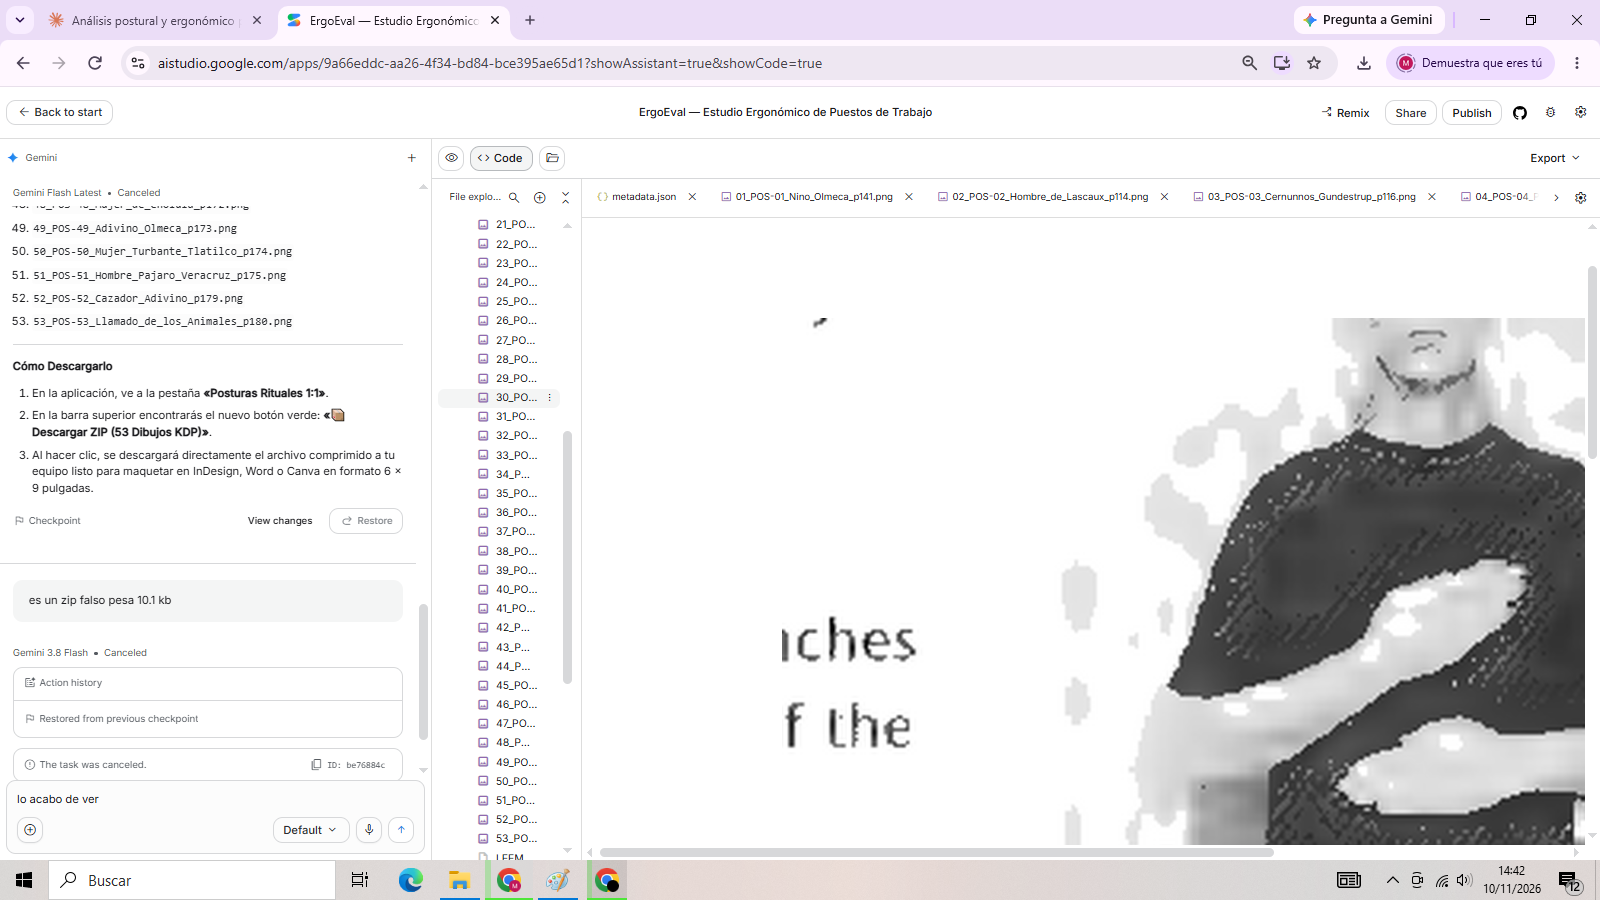 Análisis postural y ergonómico
ErgoEval — Estudio Ergonómico
Pregunta a Gemini
aistudio.google.com/apps/9a66eddc-aa26-4f34-bd84-bce395ae65d1?showAssistant=true&showCode=true
M
Demuestra que eres tú
Back to start
ErgoEval — Estudio Ergonómico de Puestos de Trabajo
Remix
Share
Publish
Gemini
Code
Export
Gemini Flash Latest • Canceled
48. 48_POS-48_Mujer_de_Cholula_p172.png
49. 49_POS-49_Adivino_Olmeca_p173.png
50. 50_POS-50_Mujer_Turbante_Tlatilco_p174.png
51. 51_POS-51_Hombre_Pajaro_Veracruz_p175.png
52. 52_POS-52_Cazador_Adivino_p179.png
53. 53_POS-53_Llamado_de_los_Animales_p180.png
Cómo Descargarlo
1. En la aplicación, ve a la pestaña «Posturas Rituales 1:1».
2. En la barra superior encontrarás el nuevo botón verde: «📦
Descargar ZIP (53 Dibujos KDP)».
3. Al hacer clic, se descargará directamente el archivo comprimido a tu
equipo listo para maquetar en InDesign, Word o Canva en formato 6 ×
9 pulgadas.
Checkpoint
View changes
Restore
es un zip falso pesa 10.1 kb
Gemini 3.8 Flash • Canceled
Action history
Restored from previous checkpoint
The task was canceled.
ID: be76884c
lo acabo de ver
Default
File explo...
21_PO...
22_PO...
23_PO...
24_PO...
25_PO...
26_PO...
27_PO...
28_PO...
29_PO...
30_PO...
31_PO...
32_PO...
33_PO...
34_P...
35_PO...
36_PO...
37_PO...
38_PO...
39_PO...
40_PO...
41_PO...
42_P...
43_P...
44_P...
45_PO...
46_PO...
47_PO...
48_P...
49_PO...
50_PO...
51_PO...
52_PO...
53_PO...
LEEM
metadata.json
01_POS-01_Nino_Olmeca_p141.png
02_POS-02_Hombre_de_Lascaux_p114.png
03_POS-03_Cernunnos_Gundestrup_p116.png
04_POS-04_
ches
f the
Buscar
M
14:42
10/11/2026
12